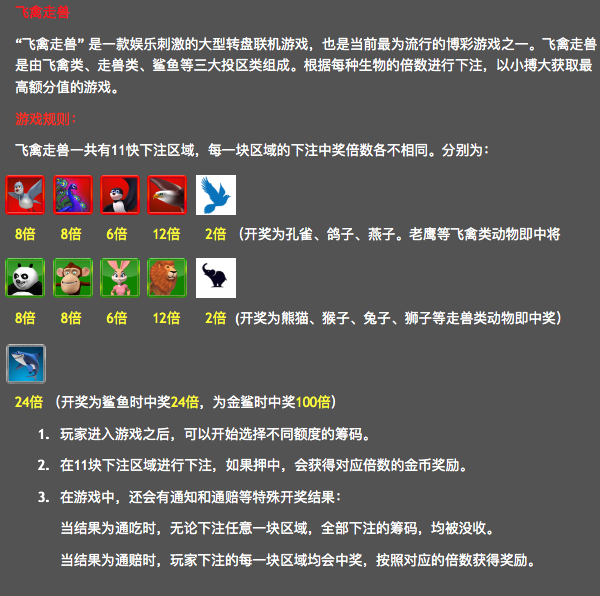 飞禽走兽
“飞禽走兽” 是一款娱乐刺激的大型转盘联机游戏，也是当前最为流行的博彩游戏之一。飞禽走兽
是由飞禽类、走兽类、鲨鱼等三大投区类组成。根据每种生物的倍数进行下注，以小搏大获取最
高额分值的游戏。
游戏规则：
飞禽走兽一共有11快下注区域，每一块区域的下注中奖倍数各不相同。分别为：
8倍 8倍 6倍 12倍 2倍 （开奖为孔雀、鸽子、燕子。老鹰等飞禽类动物即中将
8倍 8倍 6倍 12倍 2倍 （开奖为熊猫、猴子、兔子、狮子等走兽类动物即中奖）
24倍 （开奖为鲨鱼时中奖24倍，为金鲨时中奖100倍）
1. 玩家进入游戏之后，可以开始选择不同额度的筹码。
2. 在11块下注区域进行下注，如果押中，会获得对应倍数的金币奖励。
3. 在游戏中，还会有通知和通赔等特殊开奖结果：
当结果为通吃时，无论下注任意一块区域，全部下注的筹码，均被没收。
当结果为通赔时，玩家下注的每一块区域均会中奖，按照对应的倍数获得奖励。